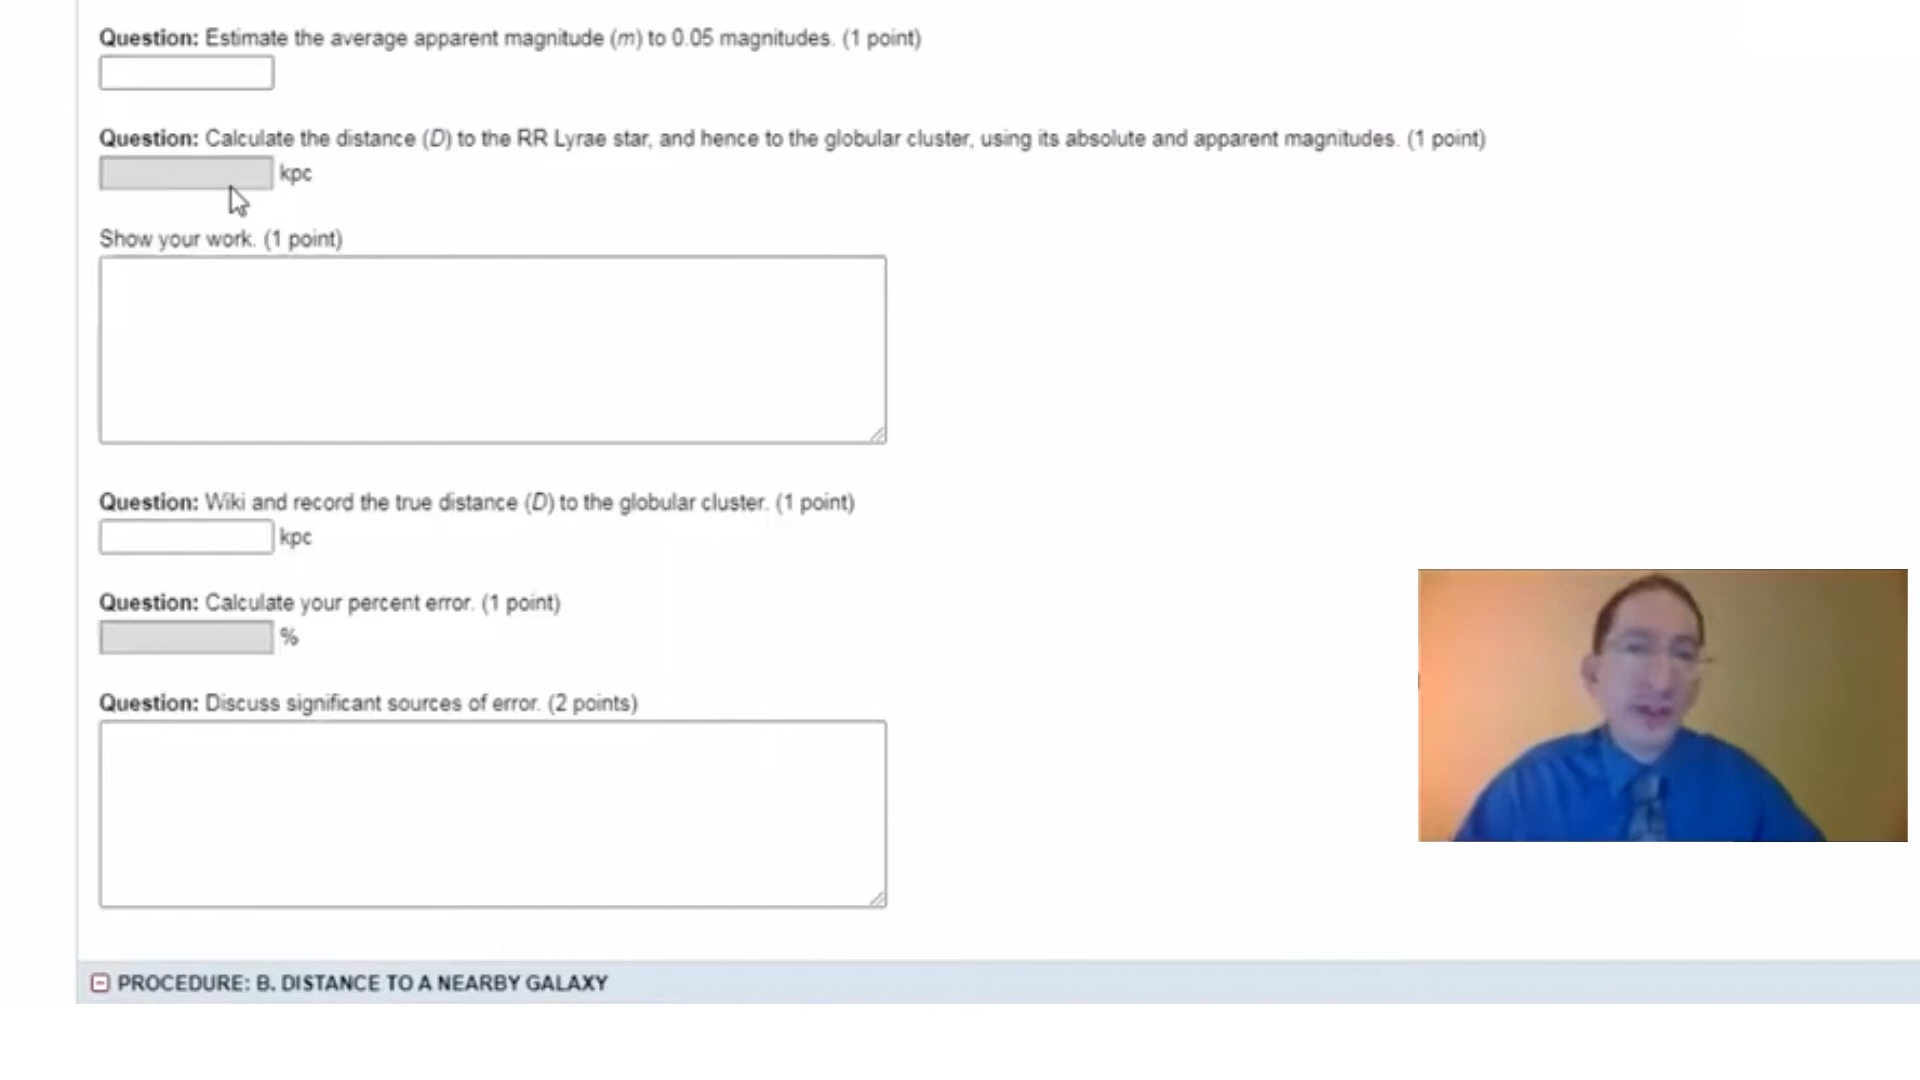 Question: Estimate the average apparent magnitude (m) to 0.05 magnitudes. (1 point)
Question: Calculate the distance (D) to the RR Lyrae star, and hence to the globular cluster, using its absolute and apparent magnitudes. (1 point)
kpc
Show your work. (1 point)
Question: Wiki and record the true distance (D) to the globular cluster. (1 point)
kpc
Question: Calculate your percent error. (1 point)
%
Question: Discuss significant sources of error. (2 points)
PROCEDURE: B. DISTANCE TO A NEARBY GALAXY